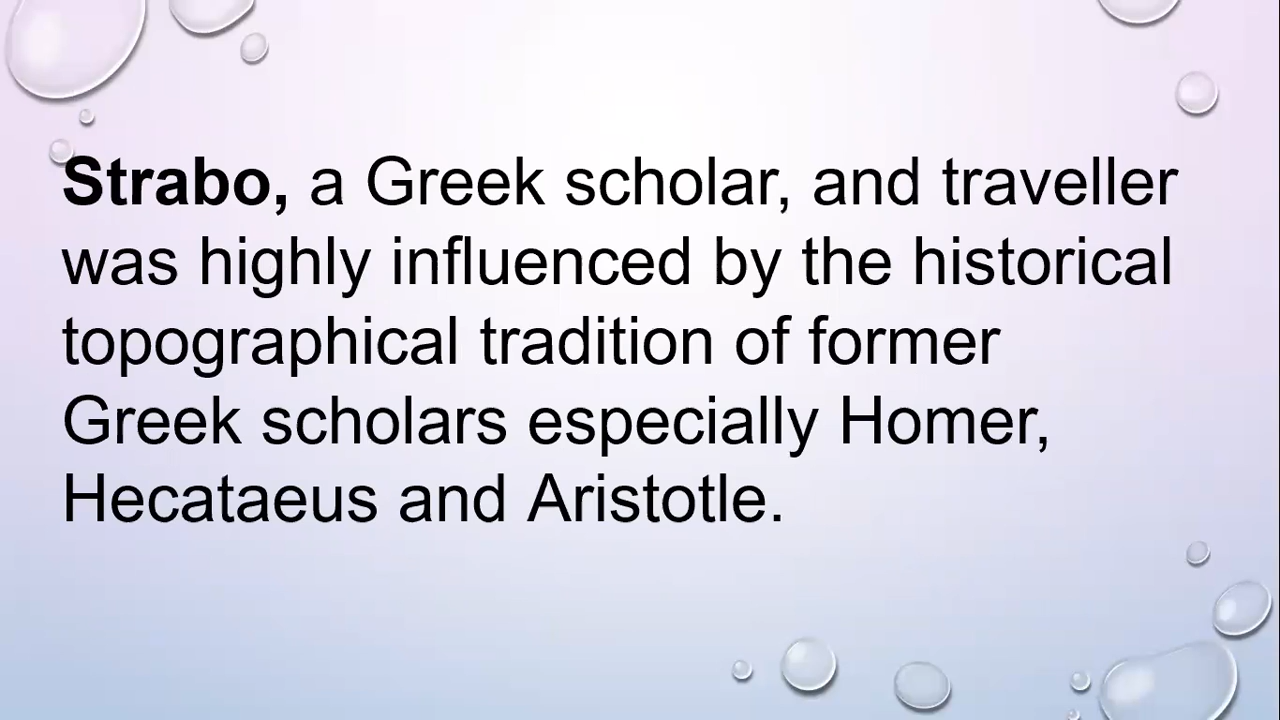 Strabo, a Greek scholar, and traveller
was highly influenced by the historical
topographical tradition of former
Greek scholars especially Homer,
Hecataeus and Aristotle.